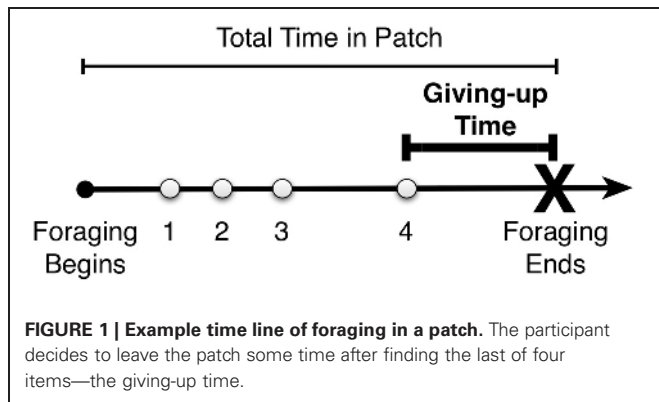 Total Time in Patch
Giving-up
Time
Foraging
Begins
1
2
3
4
Foraging
Ends
FIGURE 1 | Example time line of foraging in a patch. The participant
decides to leave the patch some time after finding the last of four
items—the giving-up time.